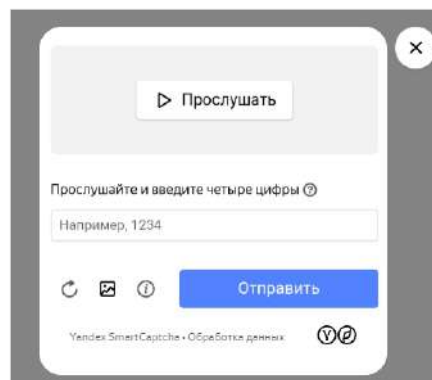 Прослушать
Прослушайте и введите четыре цифры
Например, 1234
Отправить
Yandex SmartCaptcha • Обработка данных